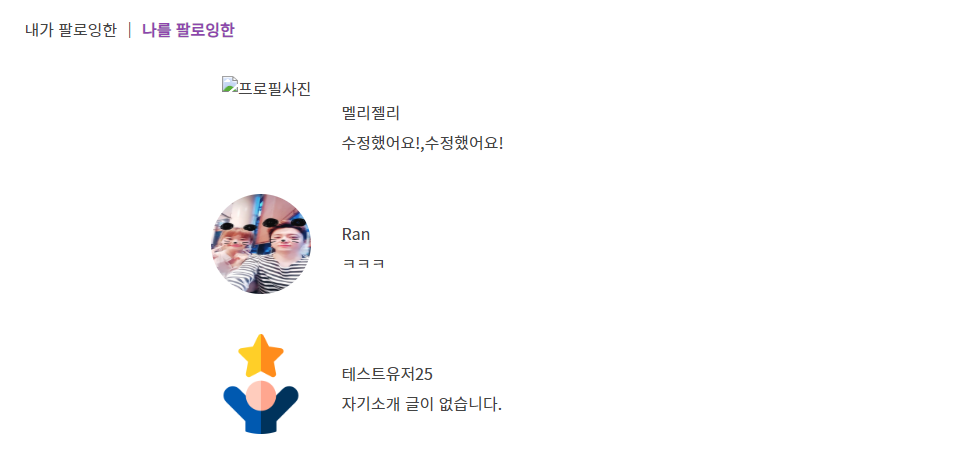 내가 팔로잉한 | 나를 팔로잉한
프로필사진
멜리젤리
수정했어요!,수정했어요!
Ran
ㅋㅋㅋ
테스트유저25
자기소개 글이 없습니다.